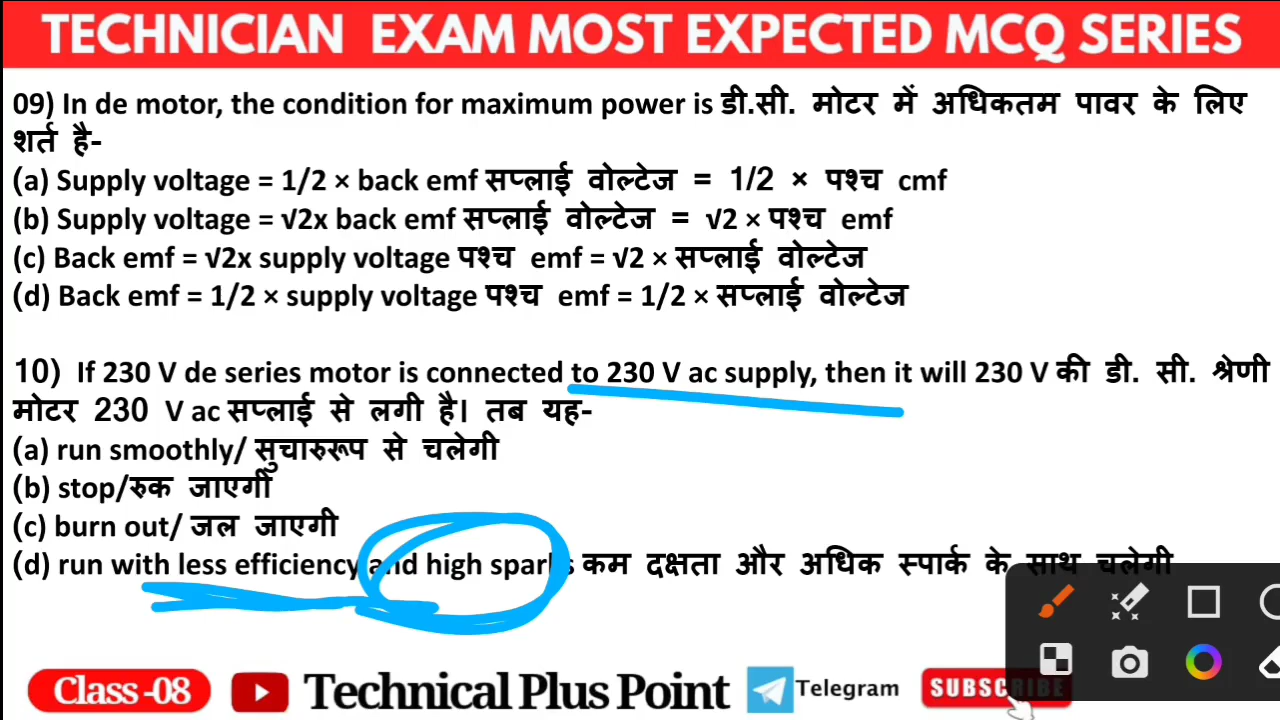 TECHNICIAN EXAM MOST EXPECTED MCQ SERIES
09) In de motor, the condition for maximum power is डी.सी. मोटर में अधिकतम पावर के लिए
शर्त है-
(a) Supply voltage = 1/2 × back emf सप्लाई वोल्टेज = 1/2 × पश्च cmf
(b) Supply voltage = √2x back emf सप्लाई वोल्टेज = √2 × पश्च emf
(c) Back emf = √2x supply voltage पश्च emf = √2 × सप्लाई वोल्टेज
(d) Back emf = 1/2 × supply voltage पश्च emf = 1/2 × सप्लाई वोल्टेज
10) If 230 V de series motor is connected to 230 V ac supply, then it will 230 V की डी. सी. श्रेणी
मोटर 230 V ac सप्लाई से लगी है। तब यह-
(a) run smoothly/ सुचारुरूप से चलेगी
(b) stop/रुक जाएगी
(c) burn out/ जल जाएगी
(d) run with less efficiency and high sparks कम दक्षता और अधिक स्पार्क के साथ चलेगी
Class -08 Technical Plus Point Telegram SUBSCRIBE